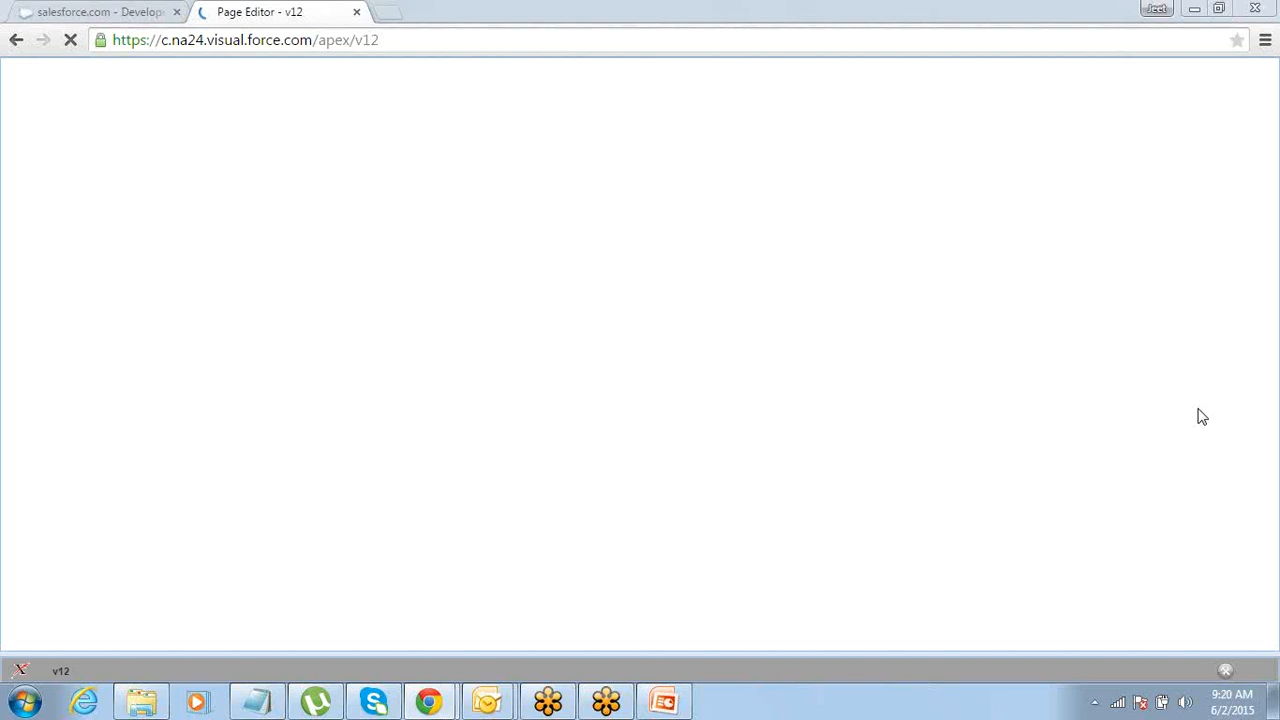 salesforce.com - Develop
Page Editor - v12
Jeet
https://c.na24.visual.force.com/apex/v12
v12
9:20 AM
6/2/2015